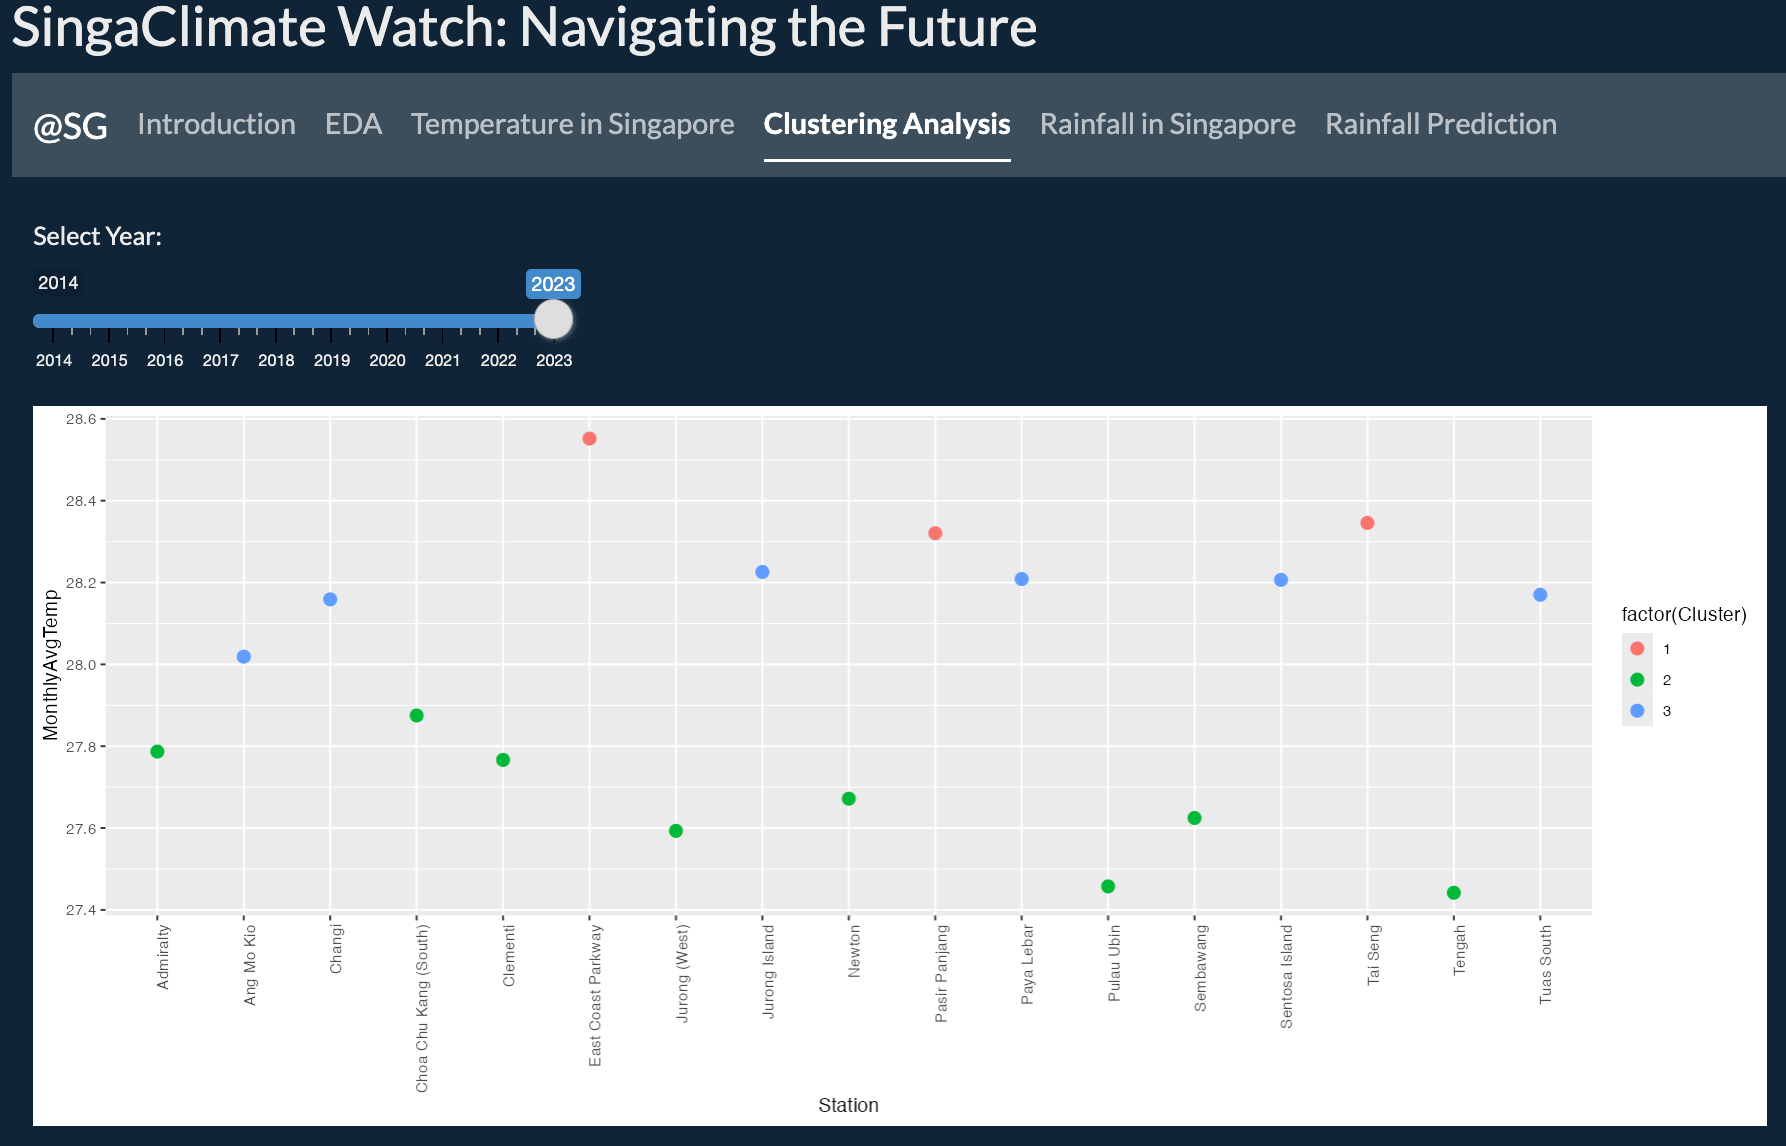 SingaClimate Watch: Navigating the Future
@SG Introduction EDA Temperature in Singapore Clustering Analysis Rainfall in Singapore Rainfall Prediction
Select Year:
2014 2023
2014 2015 2016 2017 2018 2019 2020 2021 2022 2023
MonthlyAvgTemp
28.6
28.4
28.2
28.0
27.8
27.6
27.4
Admiralty
Ang Mo Kio
Changi
Choa Chu Kang (South)
Clementi
East Coast Parkway
Jurong (West)
Jurong Island
Newton
Pasir Panjang
Paya Lebar
Pulau Ubin
Sembawang
Sentosa Island
Tai Seng
Tengah
Tuas South
Station
factor(Cluster)
1
2
3